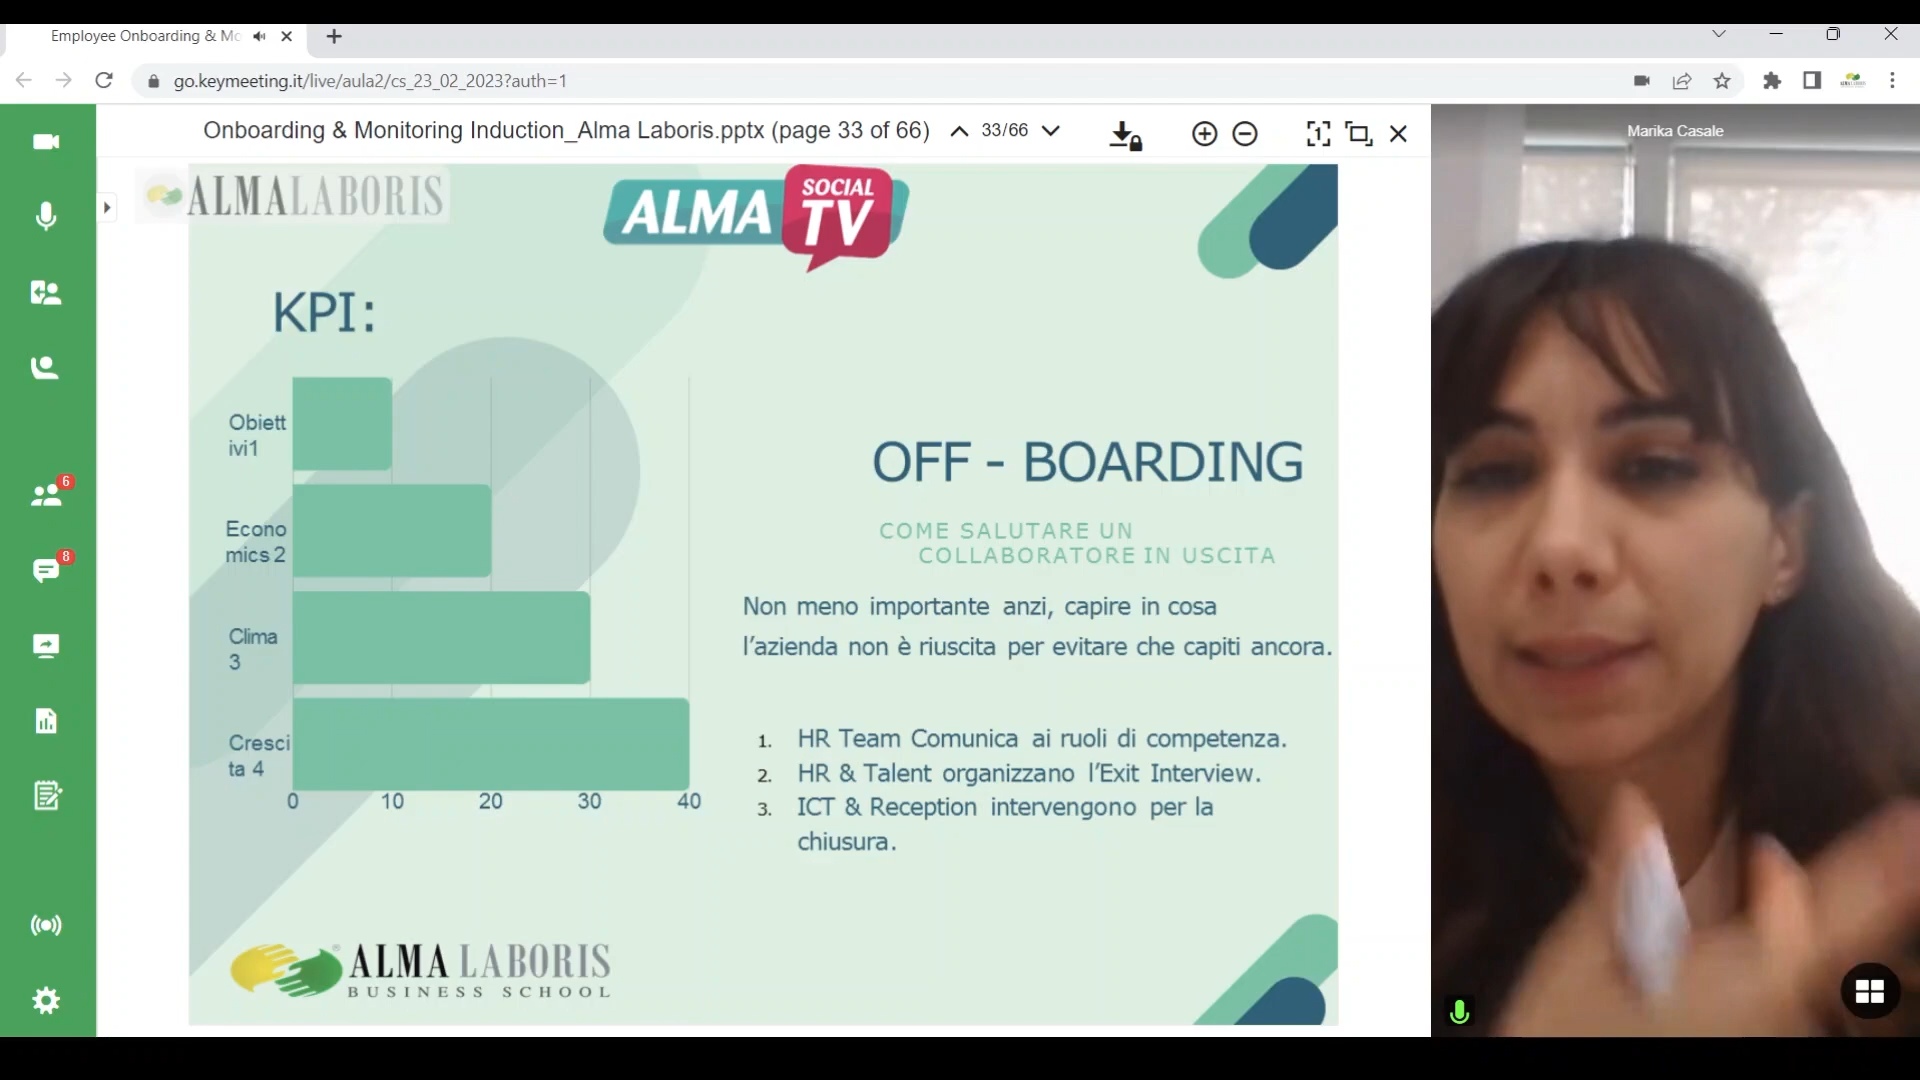 Employee Onboarding & Mo
go.keymeeting.it/live/aula2/cs_23_02_2023?auth=1
Onboarding & Monitoring Induction_Alma Laboris.pptx (page 33 of 66)
33/66
Marika Casale
ALMALABORIS
ALMA SOCIAL TV
KPI:
Obiett
ivi1
Econo
mics 2
Clima
3
Cresci
ta 4
0 10 20 30 40
OFF - BOARDING
COME SALUTARE UN
COLLABORATORE IN USCITA
Non meno importante anzi, capire in cosa
l'azienda non è riuscita per evitare che capiti ancora.
1. HR Team Comunica ai ruoli di competenza.
2. HR & Talent organizzano l'Exit Interview.
3. ICT & Reception intervengono per la
chiusura.
ALMA LABORIS
BUSINESS SCHOOL
6
8